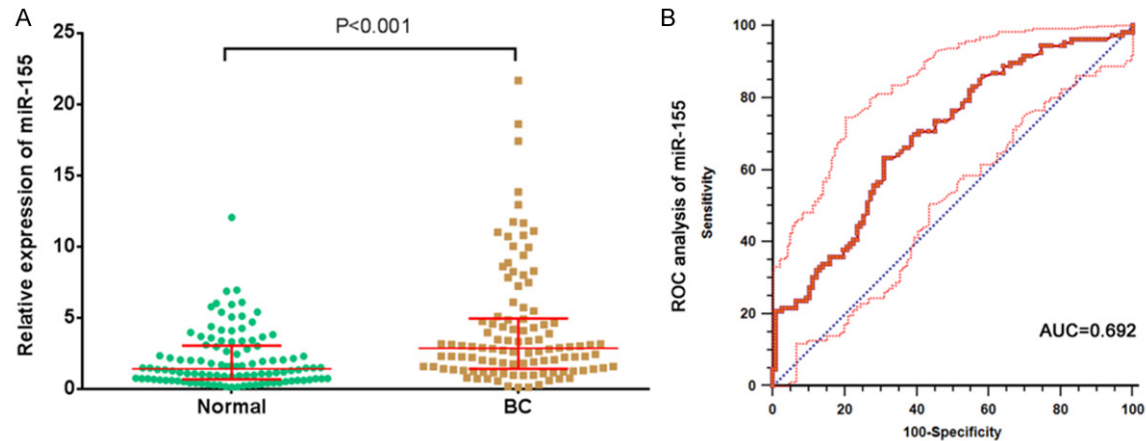 A
P<0.001
Relative expression of miR-155
25
20
15
10
5
0
Normal
BC
B
ROC analysis of miR-155
Sensitivity
100
80
60
40
20
0
AUC=0.692
0
20
40
60
80
100
100-Specificity